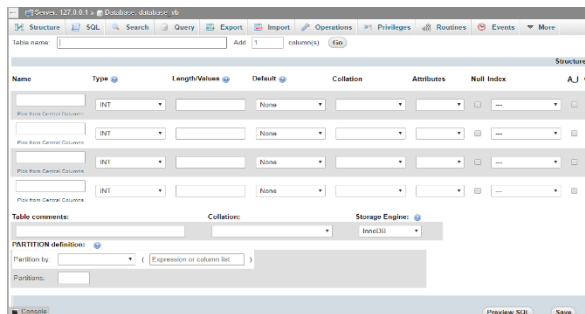 Server: 127.0.0.1 » Database: database_vb
Structure SQL Search Query Export Import Operations Privileges Routines Events More
Table name: Add 1 column(s) Go
Structure
Name Type Length/Values Default Collation Attributes Null Index A_I
INT None ---
Pick from Central Columns
INT None ---
Pick from Central Columns
INT None ---
Pick from Central Columns
INT None ---
Pick from Central Columns
Table comments: Collation: Storage Engine:
InnoDB
PARTITION definition:
Partition by: ( Expression or column list )
Partitions:
Console Preview SQL Save